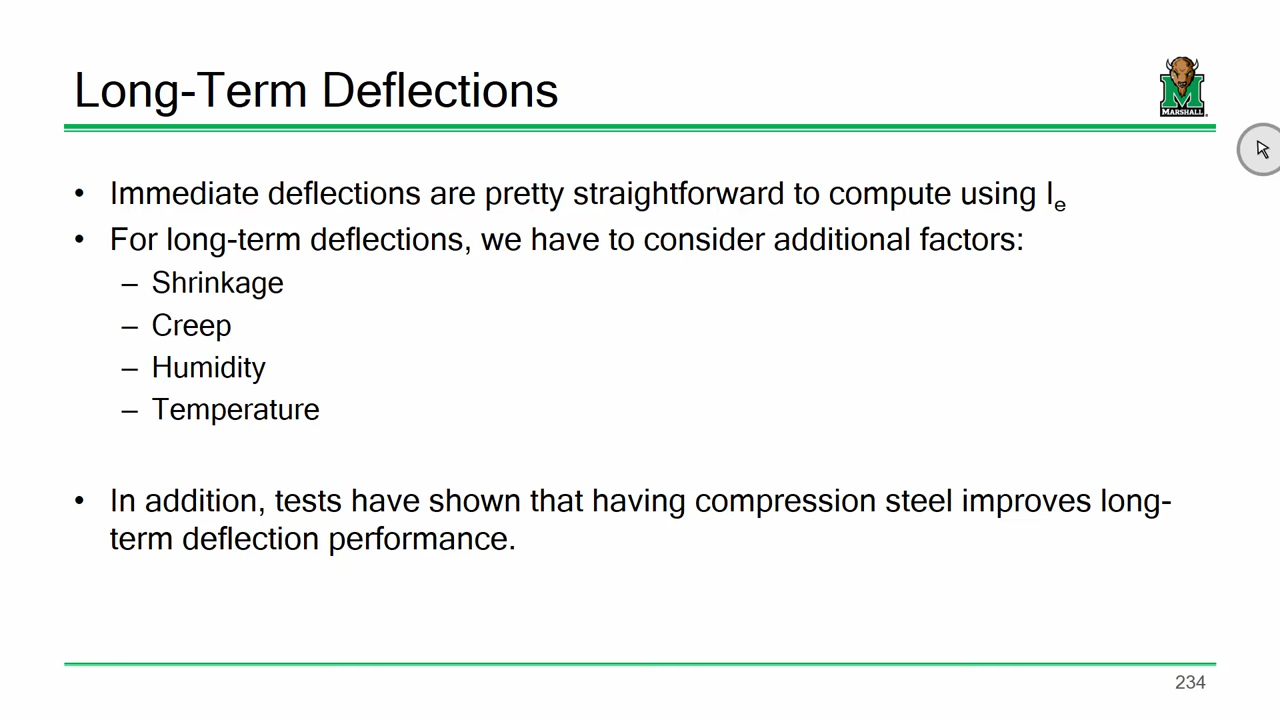 Long-Term Deflections
MARSHALL
• Immediate deflections are pretty straightforward to compute using Ie
• For long-term deflections, we have to consider additional factors:
– Shrinkage
– Creep
– Humidity
– Temperature
• In addition, tests have shown that having compression steel improves long-
term deflection performance.
234